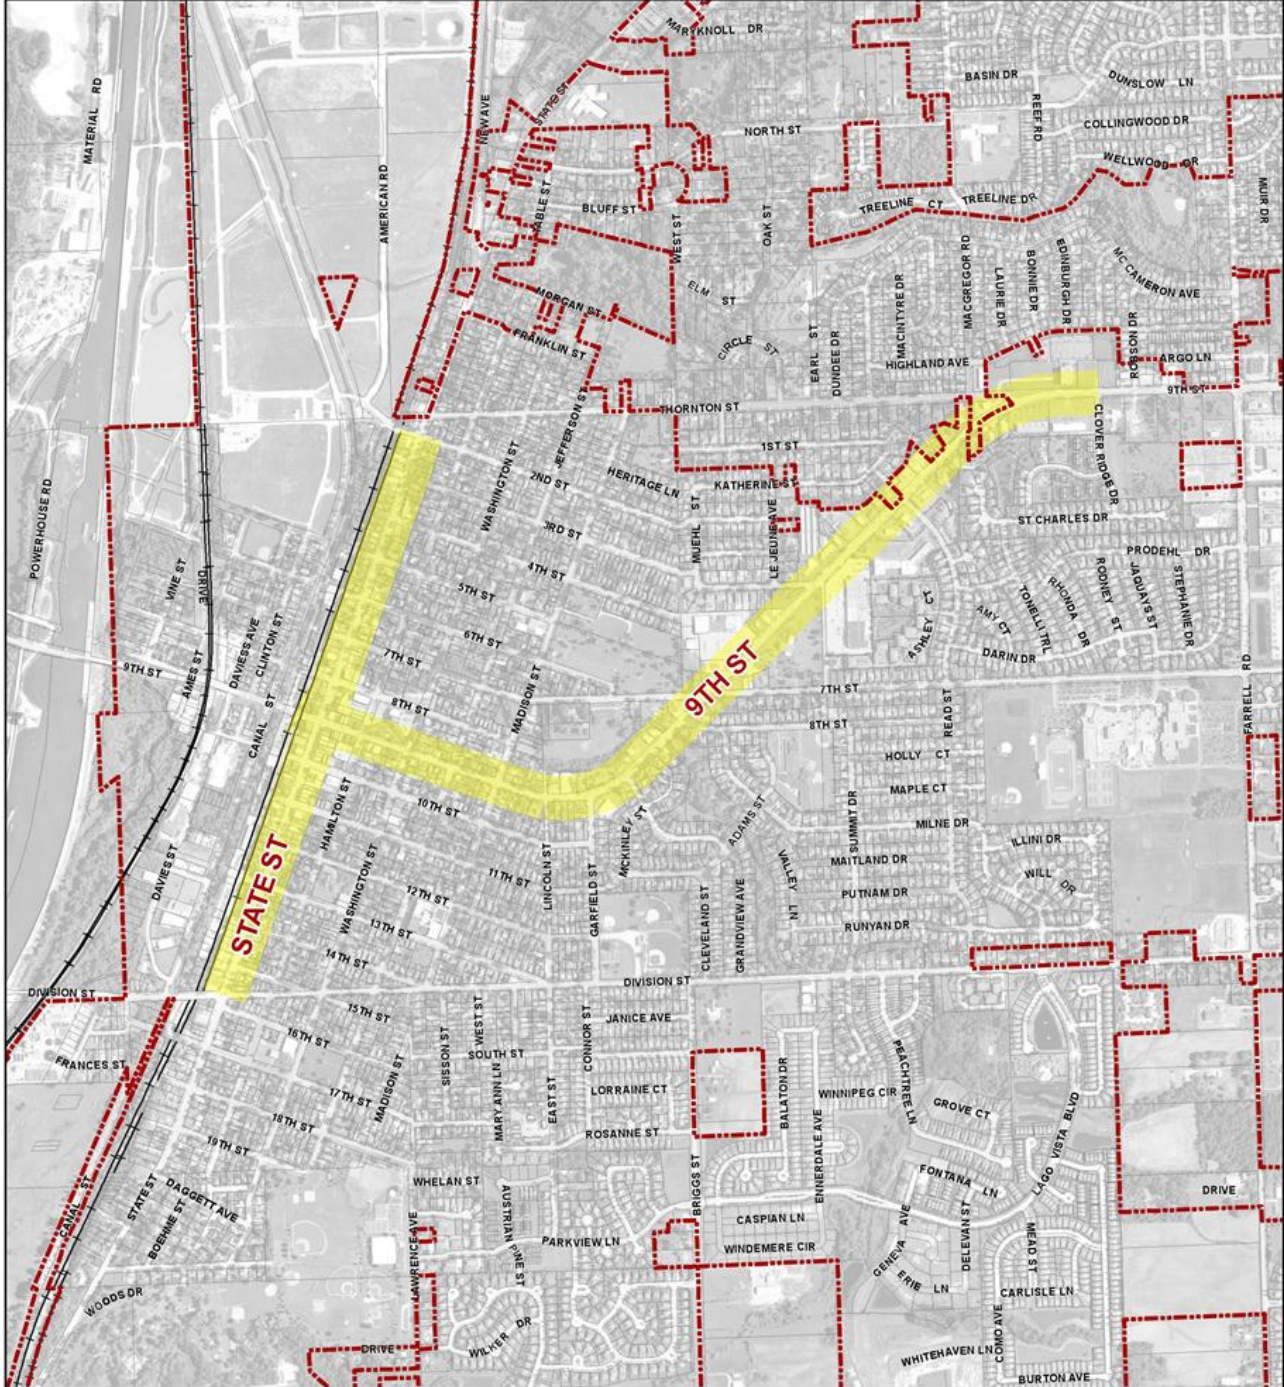 MARYKNOLL DR
MATERIAL RD
BASIN DR
DUNSLOW LN
STATE ST
NEW AVE
REEF RD
COLLINGWOOD DR
NORTH ST
WELLWOOD DR
AMERICAN RD
TABLE ST
BLUFF ST
WEST ST
OAK ST
TREELINE CT
TREELINE DR
MUIR DR
ELM ST
MORGAN ST
FRANKLIN ST
CIRCLE ST
EARL ST
DUNDEE DR
MACINTYRE DR
MACGREGOR RD
LAURIE DR
BONNIE DR
EDINBURGH DR
MC CAMERON AVE
ROBSON DR
HIGHLAND AVE
ARGO LN
9TH ST
JEFFERSON ST
THORNTON ST
1ST ST
KATHERINE ST
CLOVER RIDGE DR
WASHINGTON ST
2ND ST
HERITAGE LN
3RD ST
MUEHL ST
LE JEUNE AVE
ST CHARLES DR
POWERHOUSE RD
4TH ST
5TH ST
6TH ST
7TH ST
8TH ST
MADISON ST
VINE ST
DRIVE
DAVIESS AVE
CLINTON ST
AMES ST
9TH ST
CANAL ST
ASHLEY CT
AMY CT
TONELLI TRL
RHONDA DR
RODNEY ST
JAQUAYS ST
STEPHANIE DR
PRODEHL DR
DARIN DR
9TH ST
7TH ST
8TH ST
READ ST
FARRELL RD
HOLLY CT
MAPLE CT
MILNE DR
SUMMIT DR
ADAMS ST
ILLINI DR
WILL DR
MAITLAND DR
PUTNAM DR
RUNYAN DR
VALLEY LN
10TH ST
HAMILTON ST
MCKINLEY ST
STATE ST
DAVIES ST
WASHINGTON ST
11TH ST
12TH ST
13TH ST
14TH ST
LINCOLN ST
GARFIELD ST
CLEVELAND ST
GRANDVIEW AVE
DIVISION ST
DIVISION ST
15TH ST
16TH ST
17TH ST
18TH ST
19TH ST
FRANCES ST
MADISON ST
SISSON ST
WEST ST
SOUTH ST
MARY ANN LN
EAST ST
CONNOR ST
JANICE AVE
LORRAINE CT
ROSANNE ST
BALATON DR
ENNERDALE AVE
WINNIPEG CIR
PEACHTREE LN
GROVE CT
LAGO VISTA BLVD
FONTANA LN
DRIVE
CANAL ST
STATE ST
DAGGETT AVE
BOEHME ST
WHELAN ST
LAWRENCE AVE
AUSTRIAN PINE ST
PARKVIEW LN
BRIGGS ST
CASPIAN LN
WINDEMERE CIR
GENEVA AVE
ERIE LN
DELEVAN ST
MEAD ST
CARLISLE LN
COMO AVE
WOODS DR
DRIVE
WILKER DR
WHITEHAVEN LN
BURTON AVE